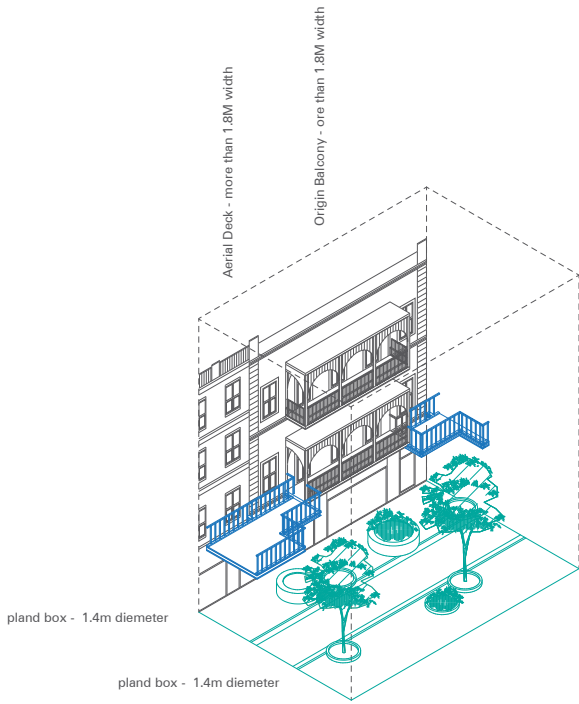 Aerial Deck - more than 1.8M width
Origin Balcony - ore than 1.8M width
pland box -  1.4m diemeter
pland box -  1.4m diemeter